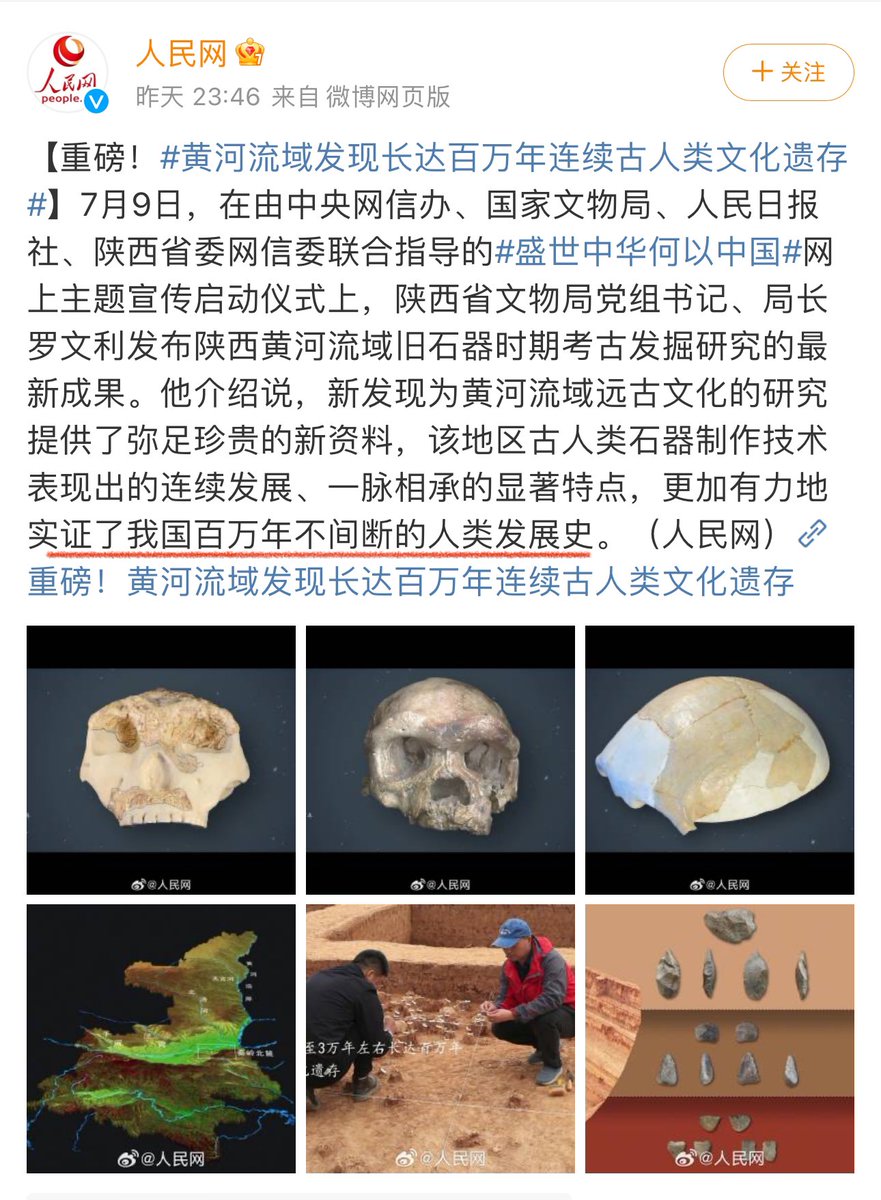 人民网
人民网
people.
昨天 23:46 来自 微博网页版
关注
【重磅！#黄河流域发现长达百万年连续古人类文化遗存
#】7月9日，在由中央网信办、国家文物局、人民日报
社、陕西省委网信委联合指导的#盛世中华何以中国#网
上主题宣传启动仪式上，陕西省文物局党组书记、局长
罗文利发布陕西黄河流域旧石器时期考古发掘研究的最
新成果。他介绍说，新发现为黄河流域远古文化的研究
提供了弥足珍贵的新资料，该地区古人类石器制作技术
表现出的连续发展、一脉相承的显著特点，更加有力地
实证了我国百万年不间断的人类发展史。（人民网）
重磅！黄河流域发现长达百万年连续古人类文化遗存
@人民网
@人民网
@人民网
秦岭北麓
@人民网
至3万年左右长达百万年
遗存
@人民网
@人民网